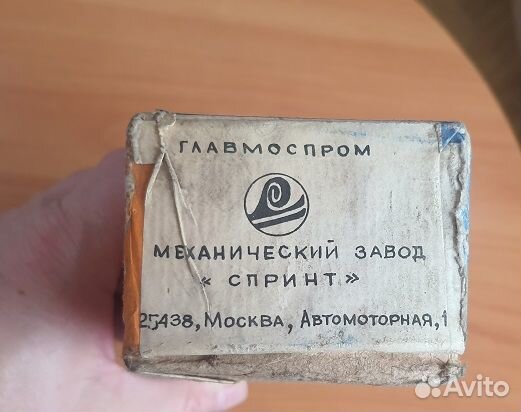 ГЛАВМОСПРОМ
МЕХАНИЧЕСКИЙ ЗАВОД
« СПРИНТ »
125438, МОСКВА, АВТОМОТОРНАЯ, 1
Avito